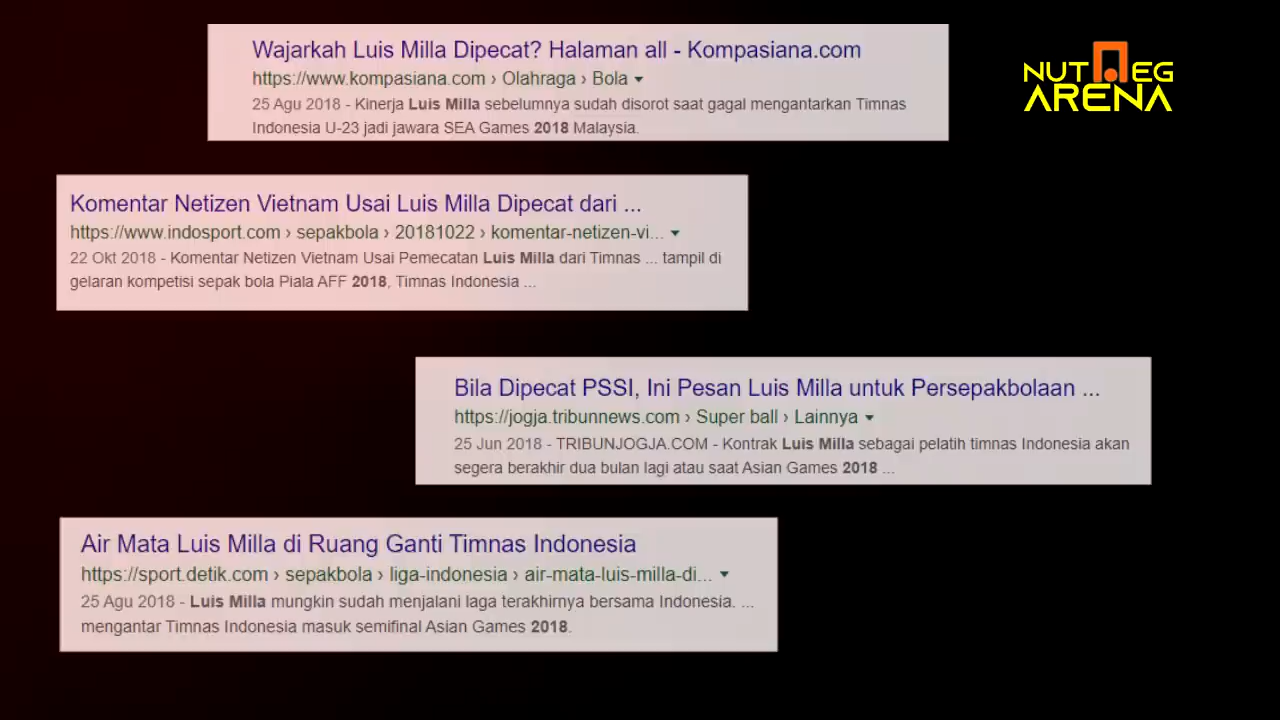 Wajarkah Luis Milla Dipecat? Halaman all - Kompasiana.com
https://www.kompasiana.com › Olahraga › Bola
25 Agu 2018 - Kinerja Luis Milla sebelumnya sudah disorot saat gagal mengantarkan Timnas
Indonesia U-23 jadi jawara SEA Games 2018 Malaysia.
NUTMEG
ARENA
Komentar Netizen Vietnam Usai Luis Milla Dipecat dari ...
https://www.indosport.com › sepakbola › 20181022 › komentar-netizen-vi...
22 Okt 2018 - Komentar Netizen Vietnam Usai Pemecatan Luis Milla dari Timnas ... tampil di
gelaran kompetisi sepak bola Piala AFF 2018, Timnas Indonesia ...
Bila Dipecat PSSI, Ini Pesan Luis Milla untuk Persepakbolaan ...
https://jogja.tribunnews.com › Super ball › Lainnya
25 Jun 2018 - TRIBUNJOGJA.COM - Kontrak Luis Milla sebagai pelatih timnas Indonesia akan
segera berakhir dua bulan lagi atau saat Asian Games 2018 ...
Air Mata Luis Milla di Ruang Ganti Timnas Indonesia
https://sport.detik.com › sepakbola › liga-indonesia › air-mata-luis-milla-di...
25 Agu 2018 - Luis Milla mungkin sudah menjalani laga terakhirnya bersama Indonesia. ...
mengantar Timnas Indonesia masuk semifinal Asian Games 2018.